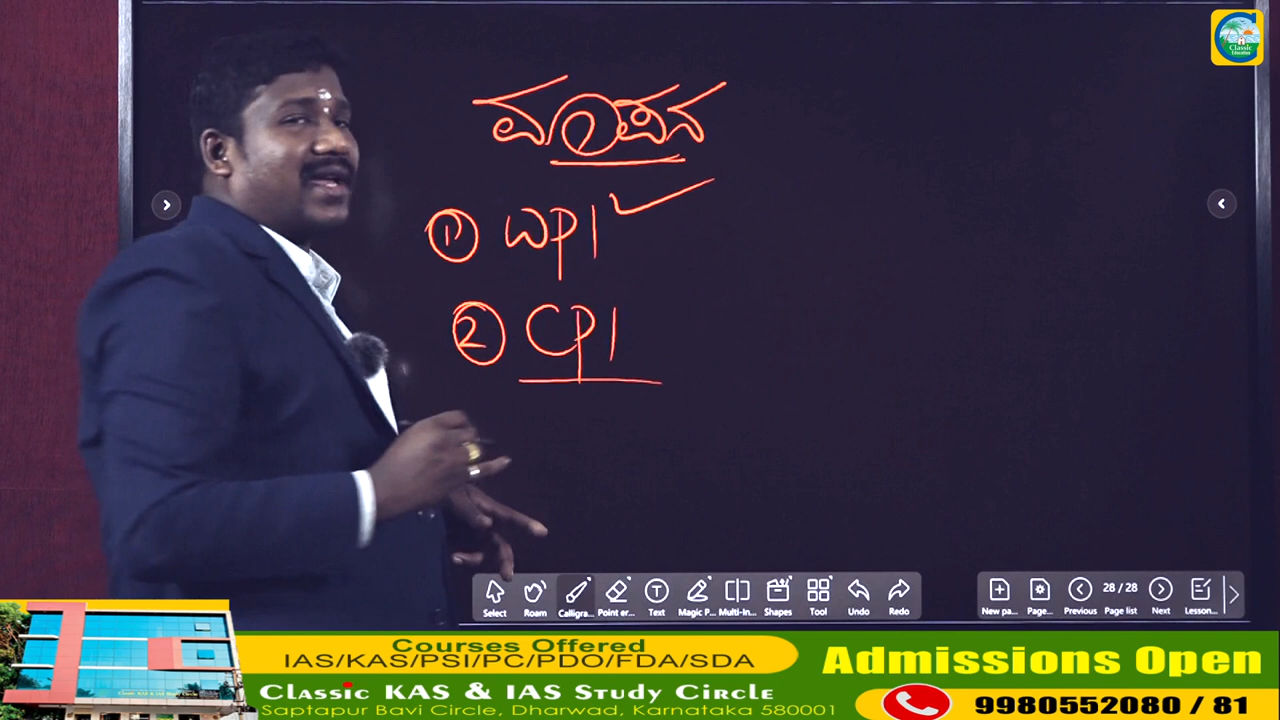 Classic
Education
ಮಾಪನ
1) WPI ✓
2 CPI
Select
Roam
Calligra...
Point er...
Text
Magic P...
Multi-In...
Shapes
Tool
Undo
Redo
New pa...
Page...
Previous
28 / 28
Page list
Next
Lesson...
Courses Offered
IAS/KAS/PSI/PC/PDO/FDA/SDA
Classic KAS & IAS Study Circle
Saptapur Bavi Circle, Dharwad, Karnataka 580001
Admissions Open
9980552080 / 81